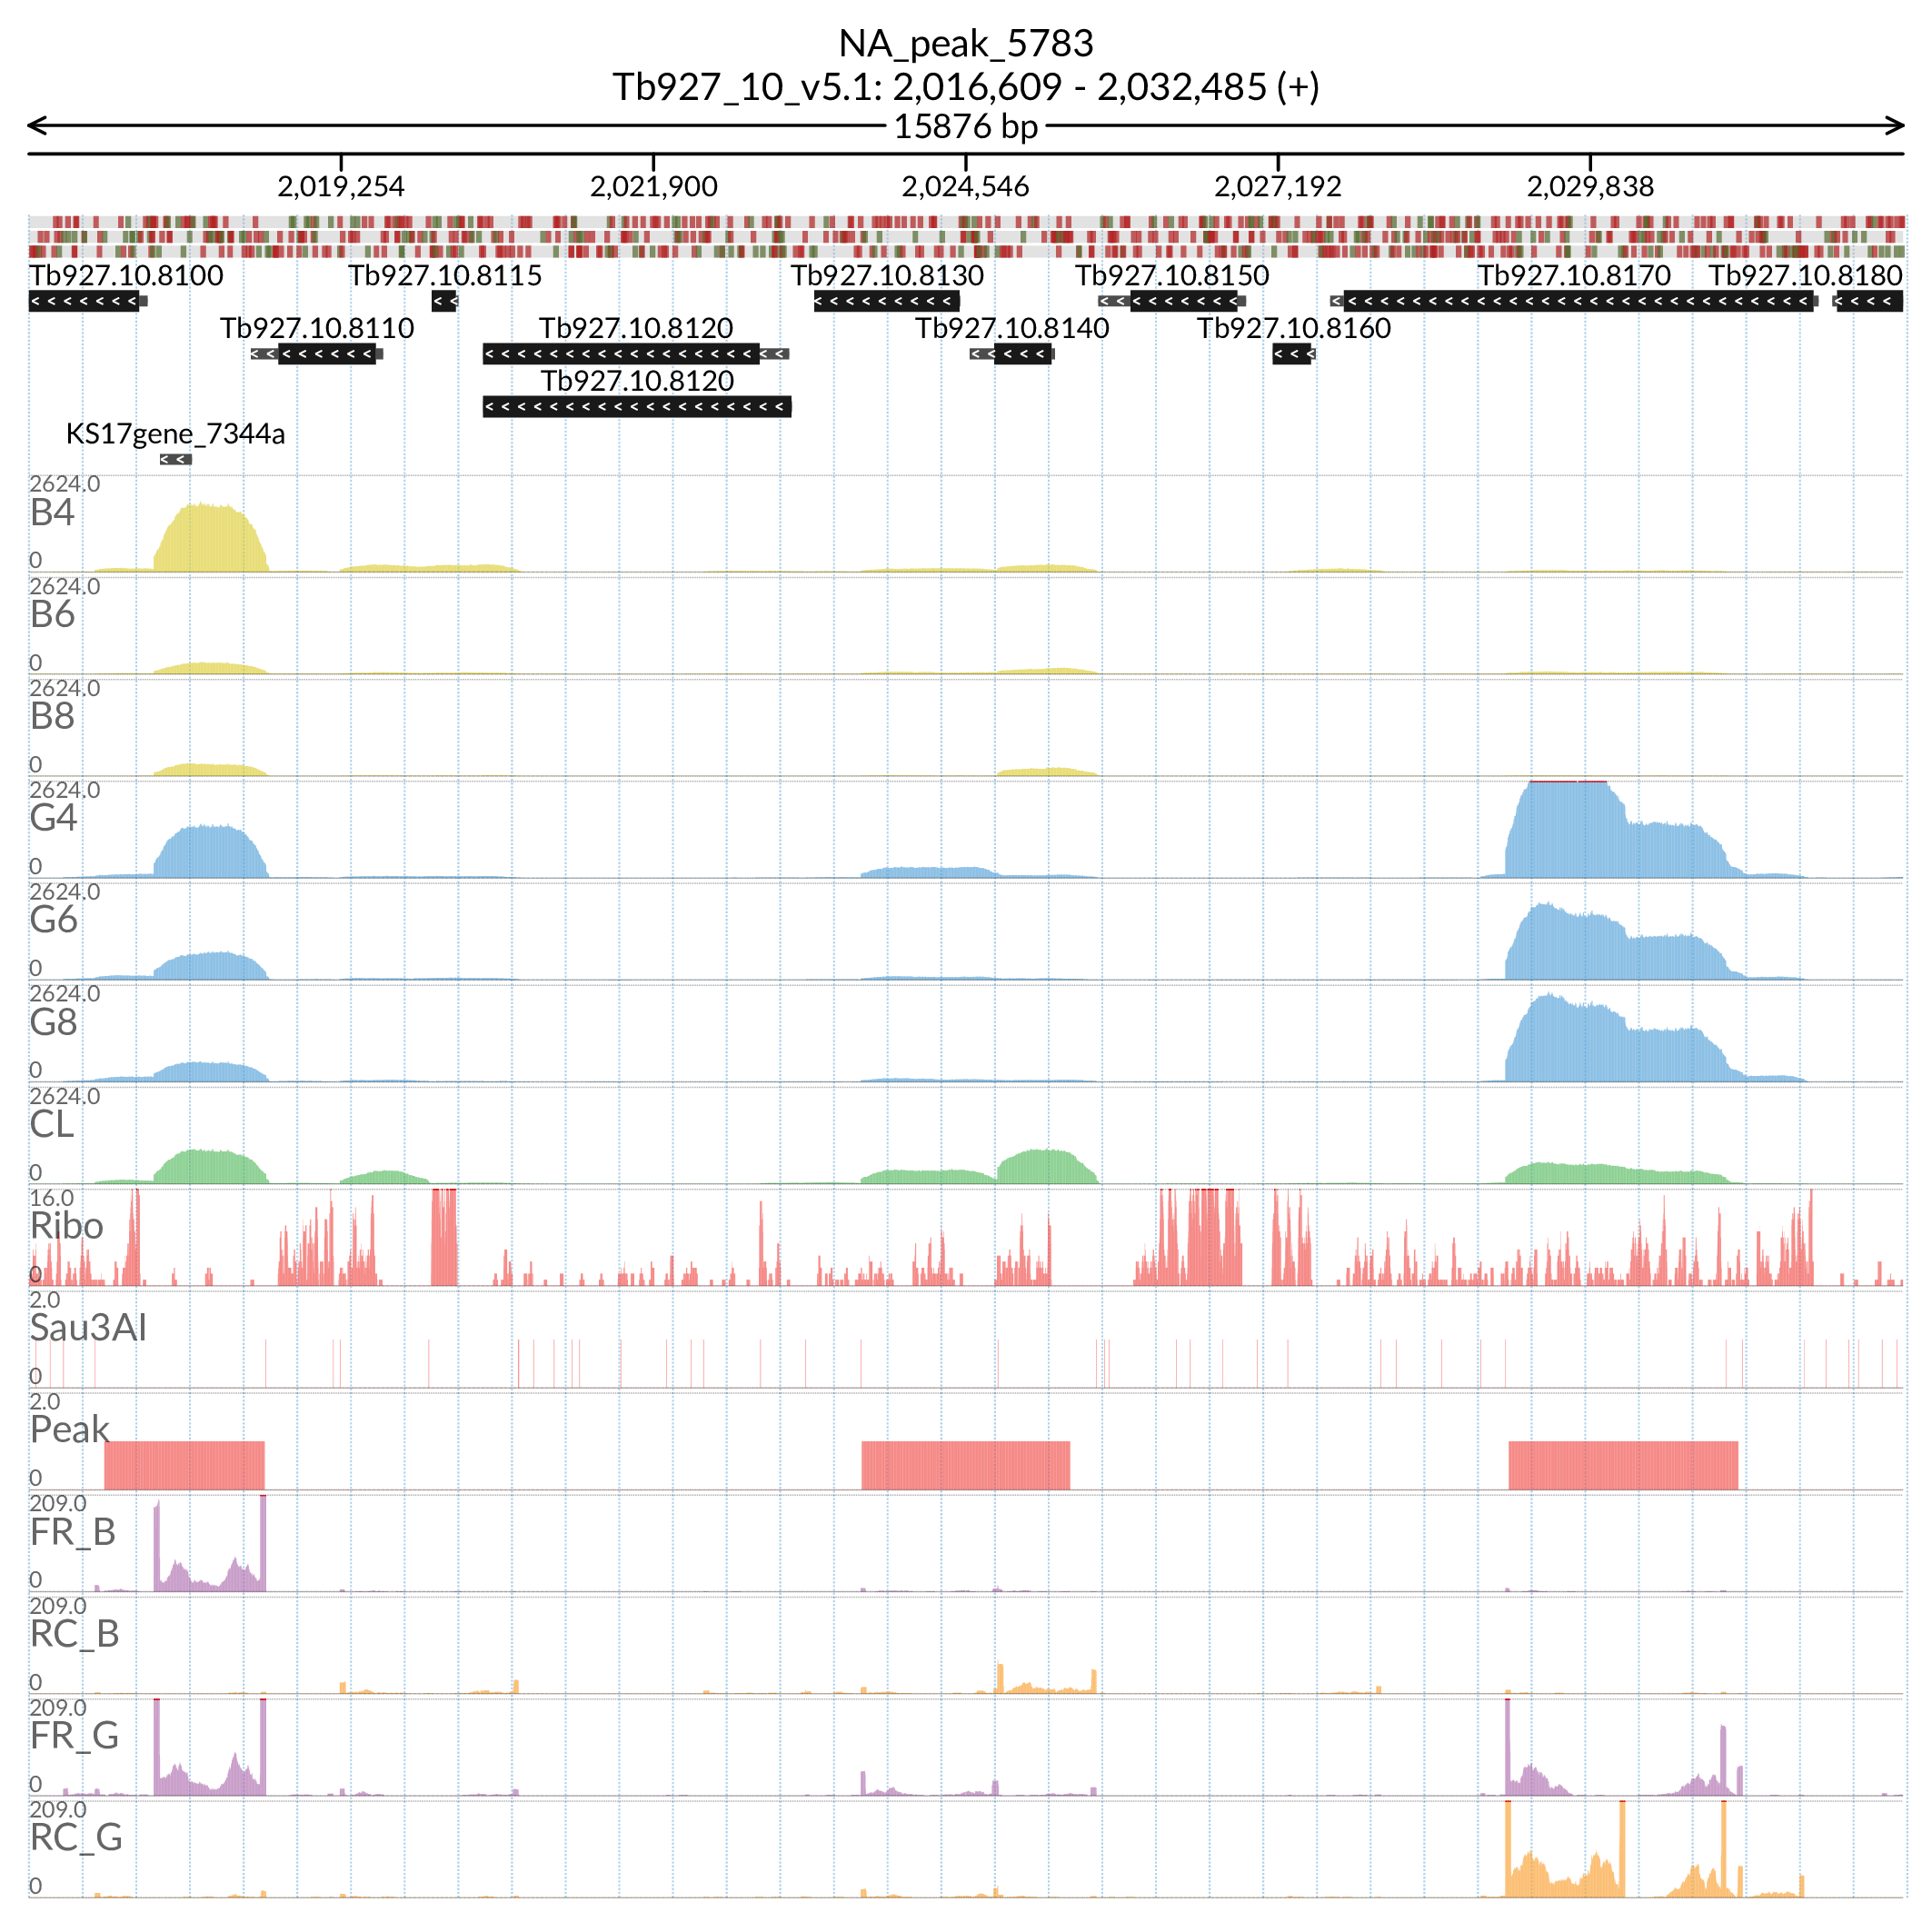 NA_peak_5783
Tb927_10_v5.1: 2,016,609 - 2,032,485 (+)
15876 bp
2,019,254 2,021,900 2,024,546 2,027,192 2,029,838
Tb927.10.8100 Tb927.10.8115 Tb927.10.8130 Tb927.10.8150 Tb927.10.8170 Tb927.10.8180
Tb927.10.8110 Tb927.10.8120 Tb927.10.8140 Tb927.10.8160
Tb927.10.8120
KS17gene_7344a
2624.0
B4
0
2624.0
B6
0
2624.0
B8
0
2624.0
G4
0
2624.0
G6
0
2624.0
G8
0
2624.0
CL
0
16.0
Ribo
0
2.0
Sau3AI
0
2.0
Peak
0
209.0
FR_B
0
209.0
RC_B
0
209.0
FR_G
0
209.0
RC_G
0